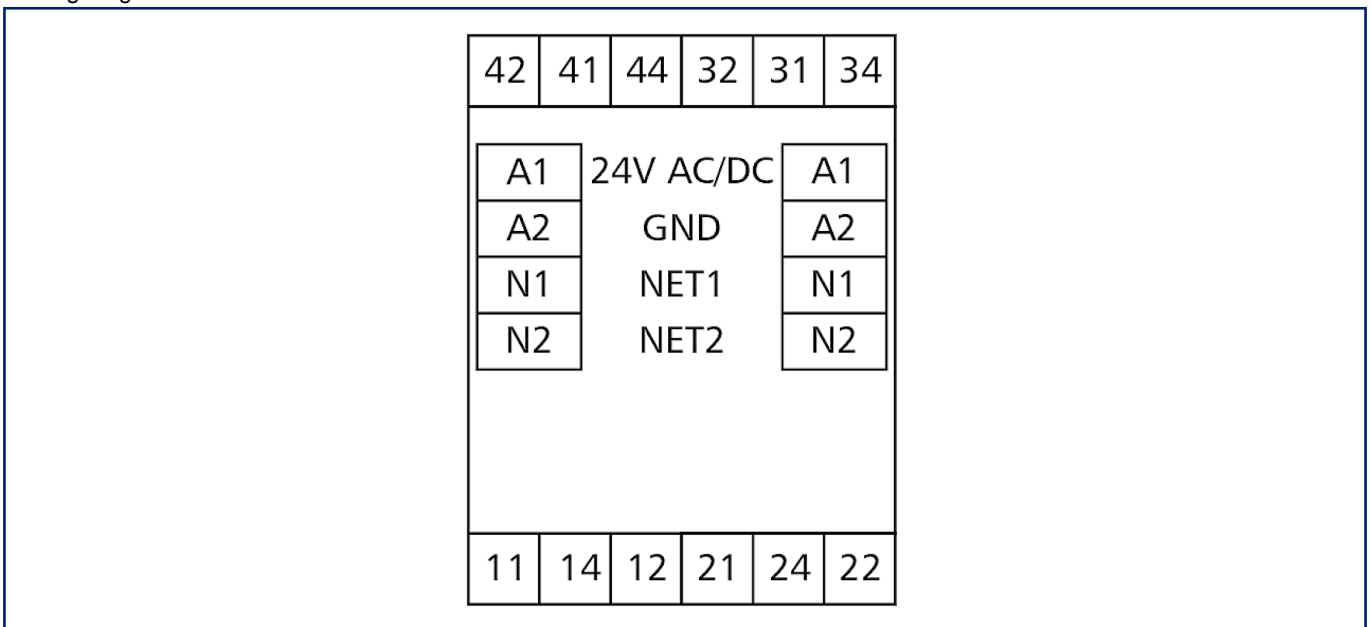 42 41 44 32 31 34
A1 24V AC/DC A1
A2 GND A2
N1 NET1 N1
N2 NET2 N2
11 14 12 21 24 22